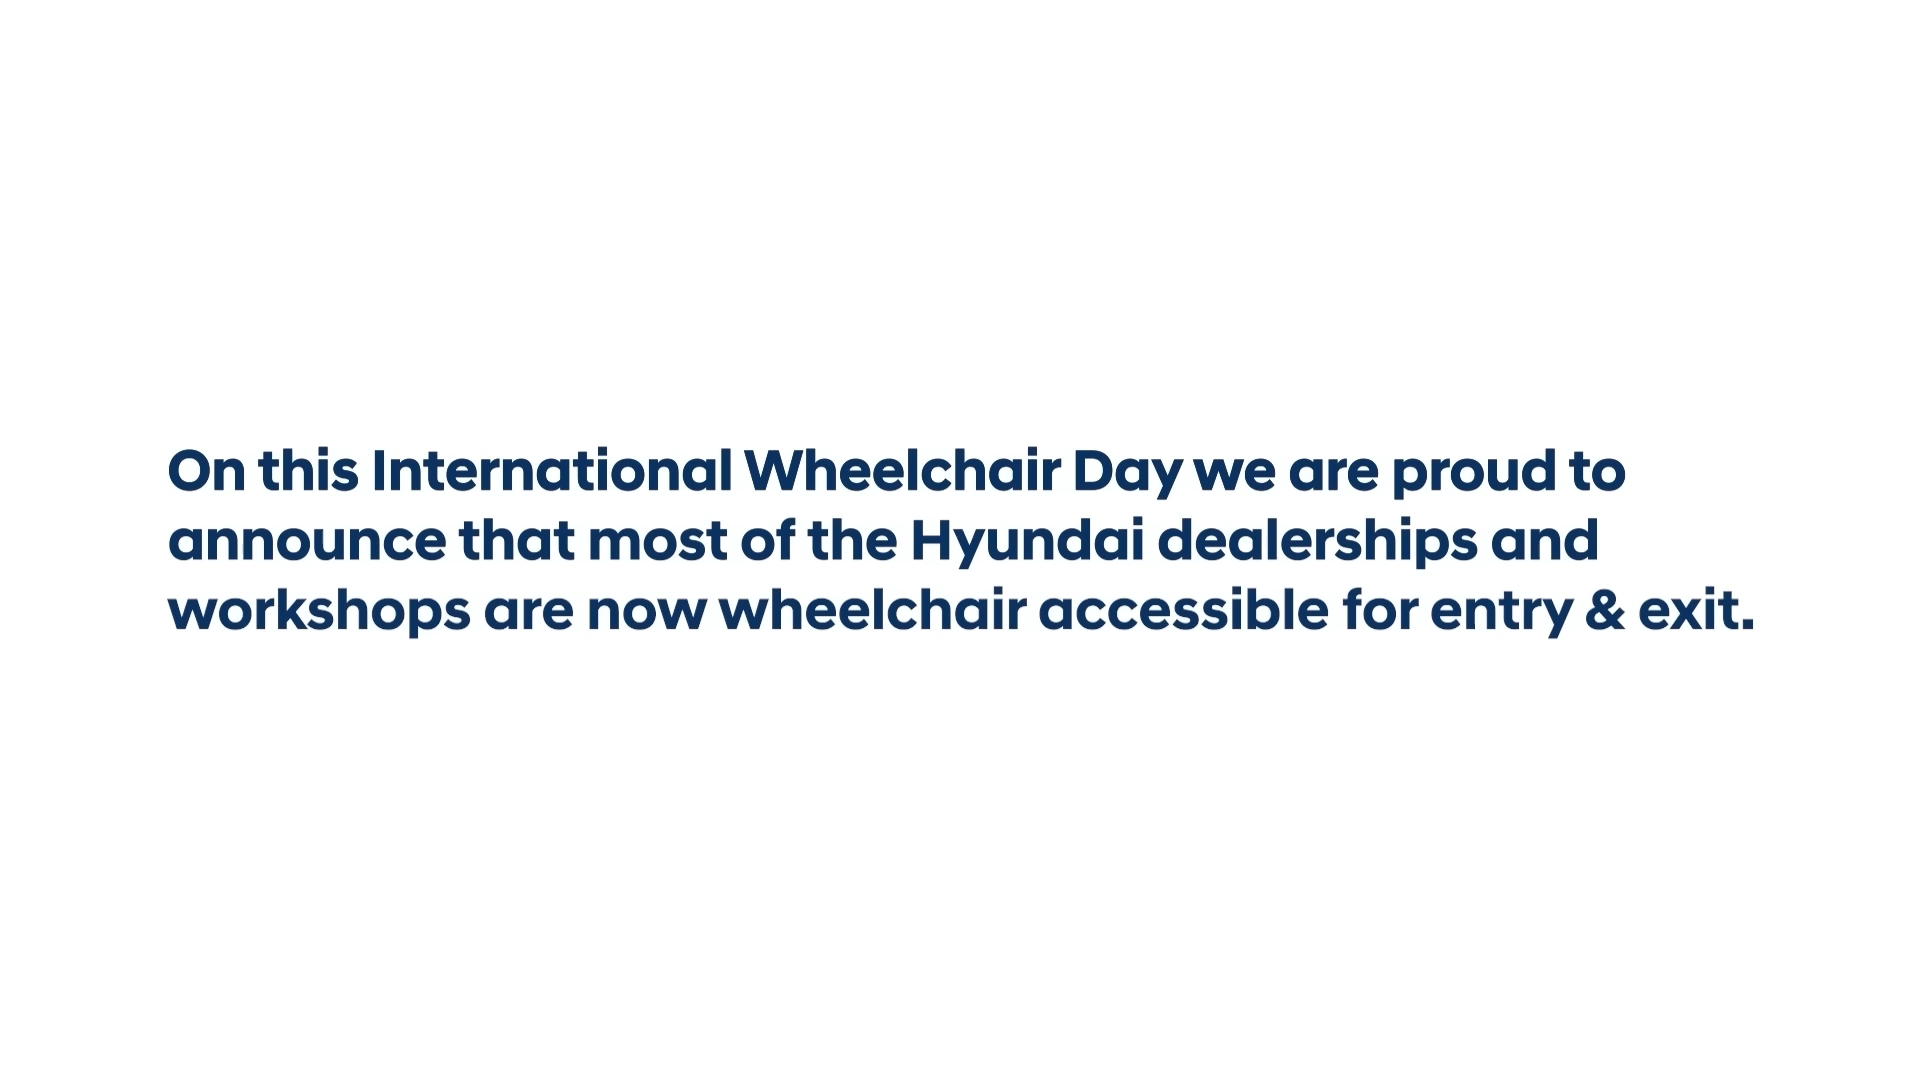 On this International Wheelchair Day we are proud to
announce that most of the Hyundai dealerships and
workshops are now wheelchair accessible for entry & exit.